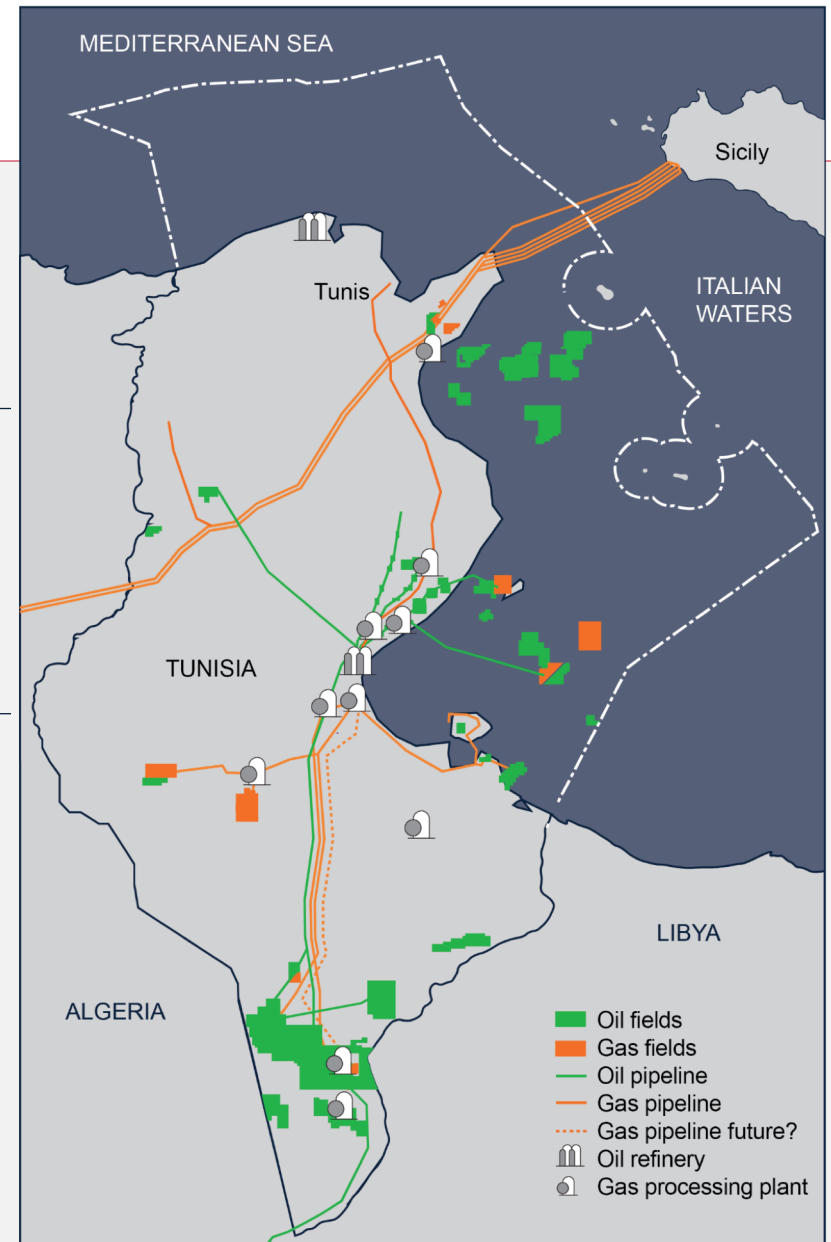 MEDITERRANEAN SEA
Sicily
Tunis
ITALIAN
WATERS
TUNISIA
LIBYA
ALGERIA
Oil fields
Gas fields
Oil pipeline
Gas pipeline
Gas pipeline future?
Oil refinery
Gas processing plant